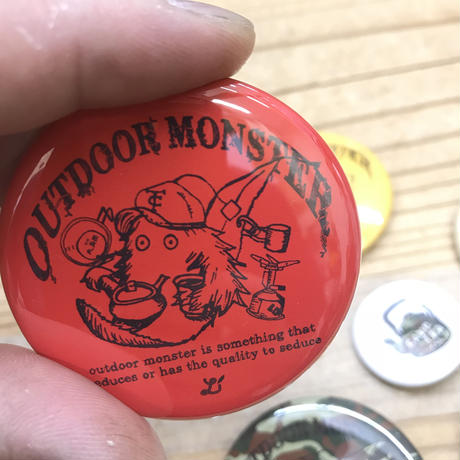 OUTDOOR MONSTER
outdoor monster is something that
seduces or has the quality to seduce